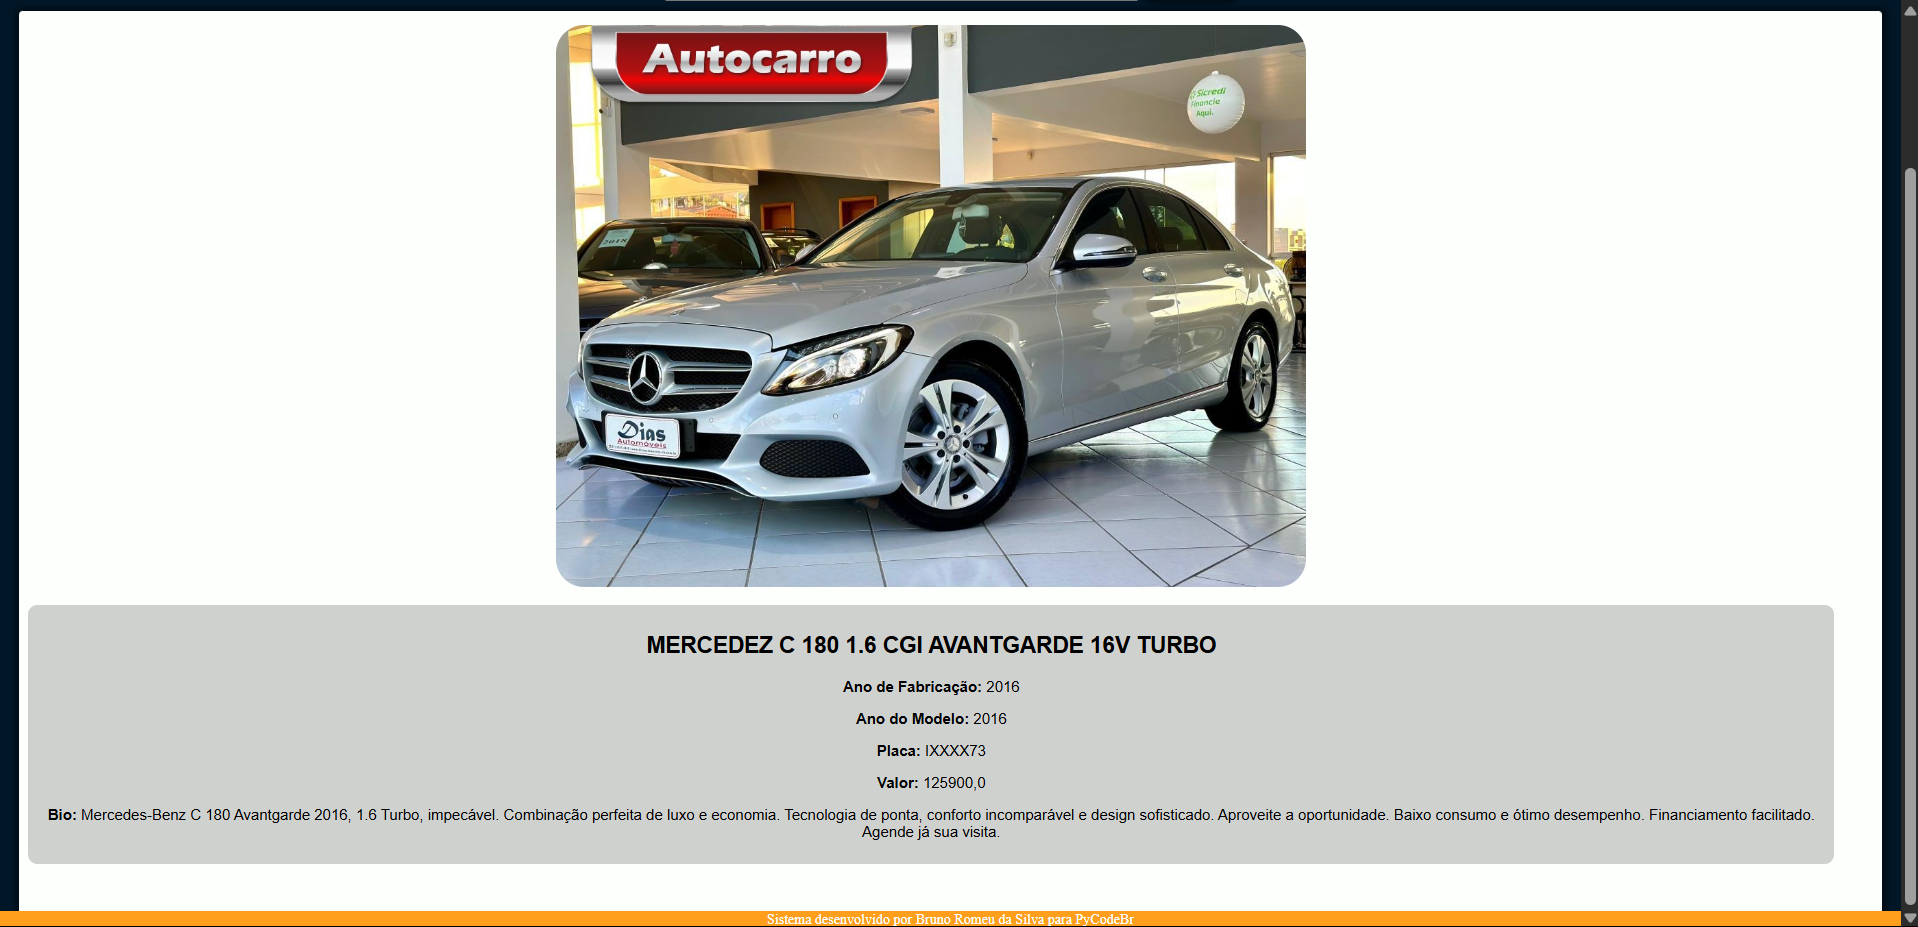 Autocarro
Sicredi
Financie
Aqui.
2018
Dias
Automóveis
MERCEDEZ C 180 1.6 CGI AVANTGARDE 16V TURBO
Ano de Fabricação: 2016
Ano do Modelo: 2016
Placa: IXXXX73
Valor: 125900,0
Bio: Mercedes-Benz C 180 Avantgarde 2016, 1.6 Turbo, impecável. Combinação perfeita de luxo e economia. Tecnologia de ponta, conforto incomparável e design sofisticado. Aproveite a oportunidade. Baixo consumo e ótimo desempenho. Financiamento facilitado.
Agende já sua visita.
Sistema desenvolvido por Bruno Romeu da Silva para PyCodeBr